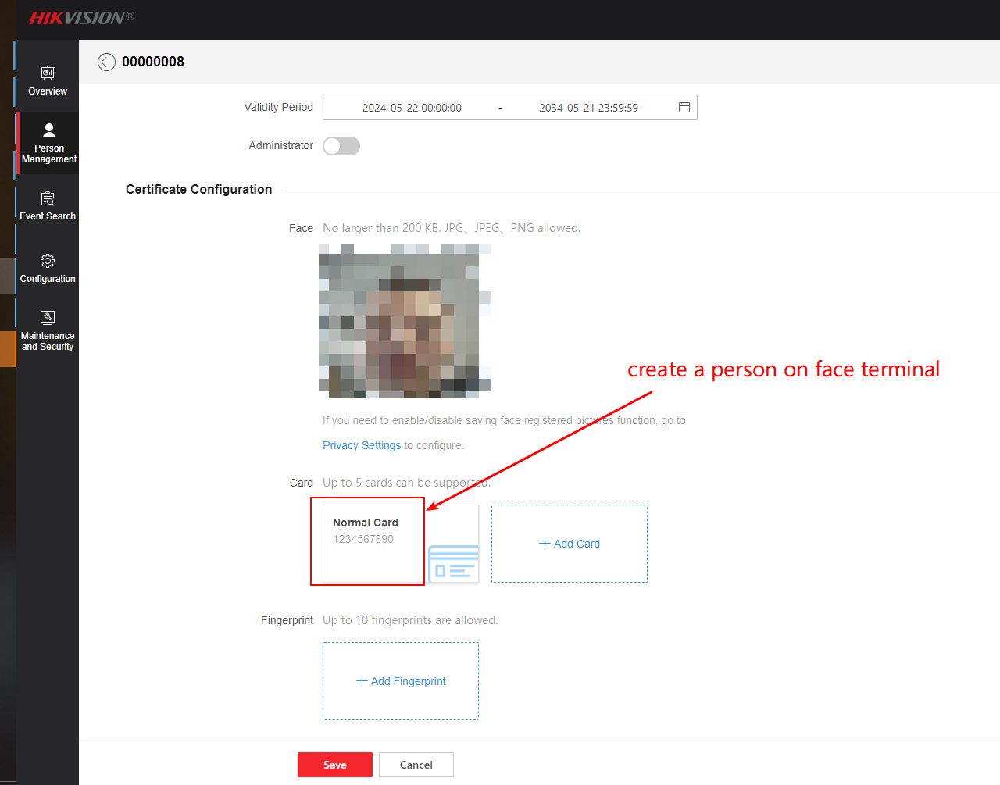 HIKVISION®
00000008
Overview
Person
Management
Event Search
Configuration
Maintenance
and Security
Validity Period 2024-05-22 00:00:00 - 2034-05-21 23:59:59
Administrator
Certificate Configuration
Face No larger than 200 KB. JPG、JPEG、PNG allowed.
create a person on face terminal
If you need to enable/disable saving face registered pictures function, go to
Privacy Settings to configure.
Card Up to 5 cards can be supported.
Normal Card
1234567890
Add Card
Fingerprint Up to 10 fingerprints are allowed.
Add Fingerprint
Save Cancel